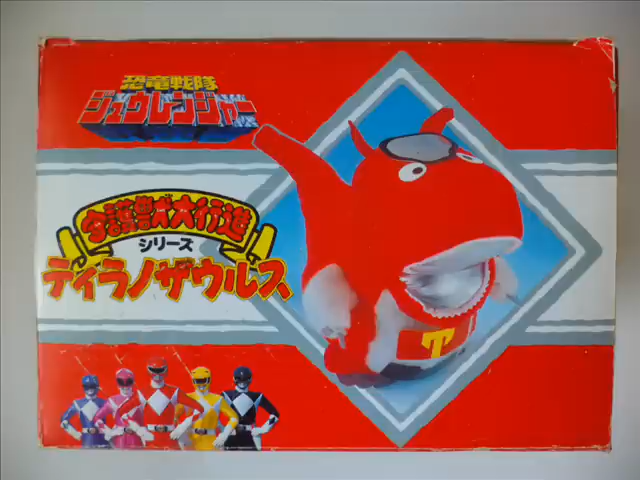 恐竜戦隊
ジュウレンジャー
守護獣大行進
シリーズ
ティラノザウルス
T